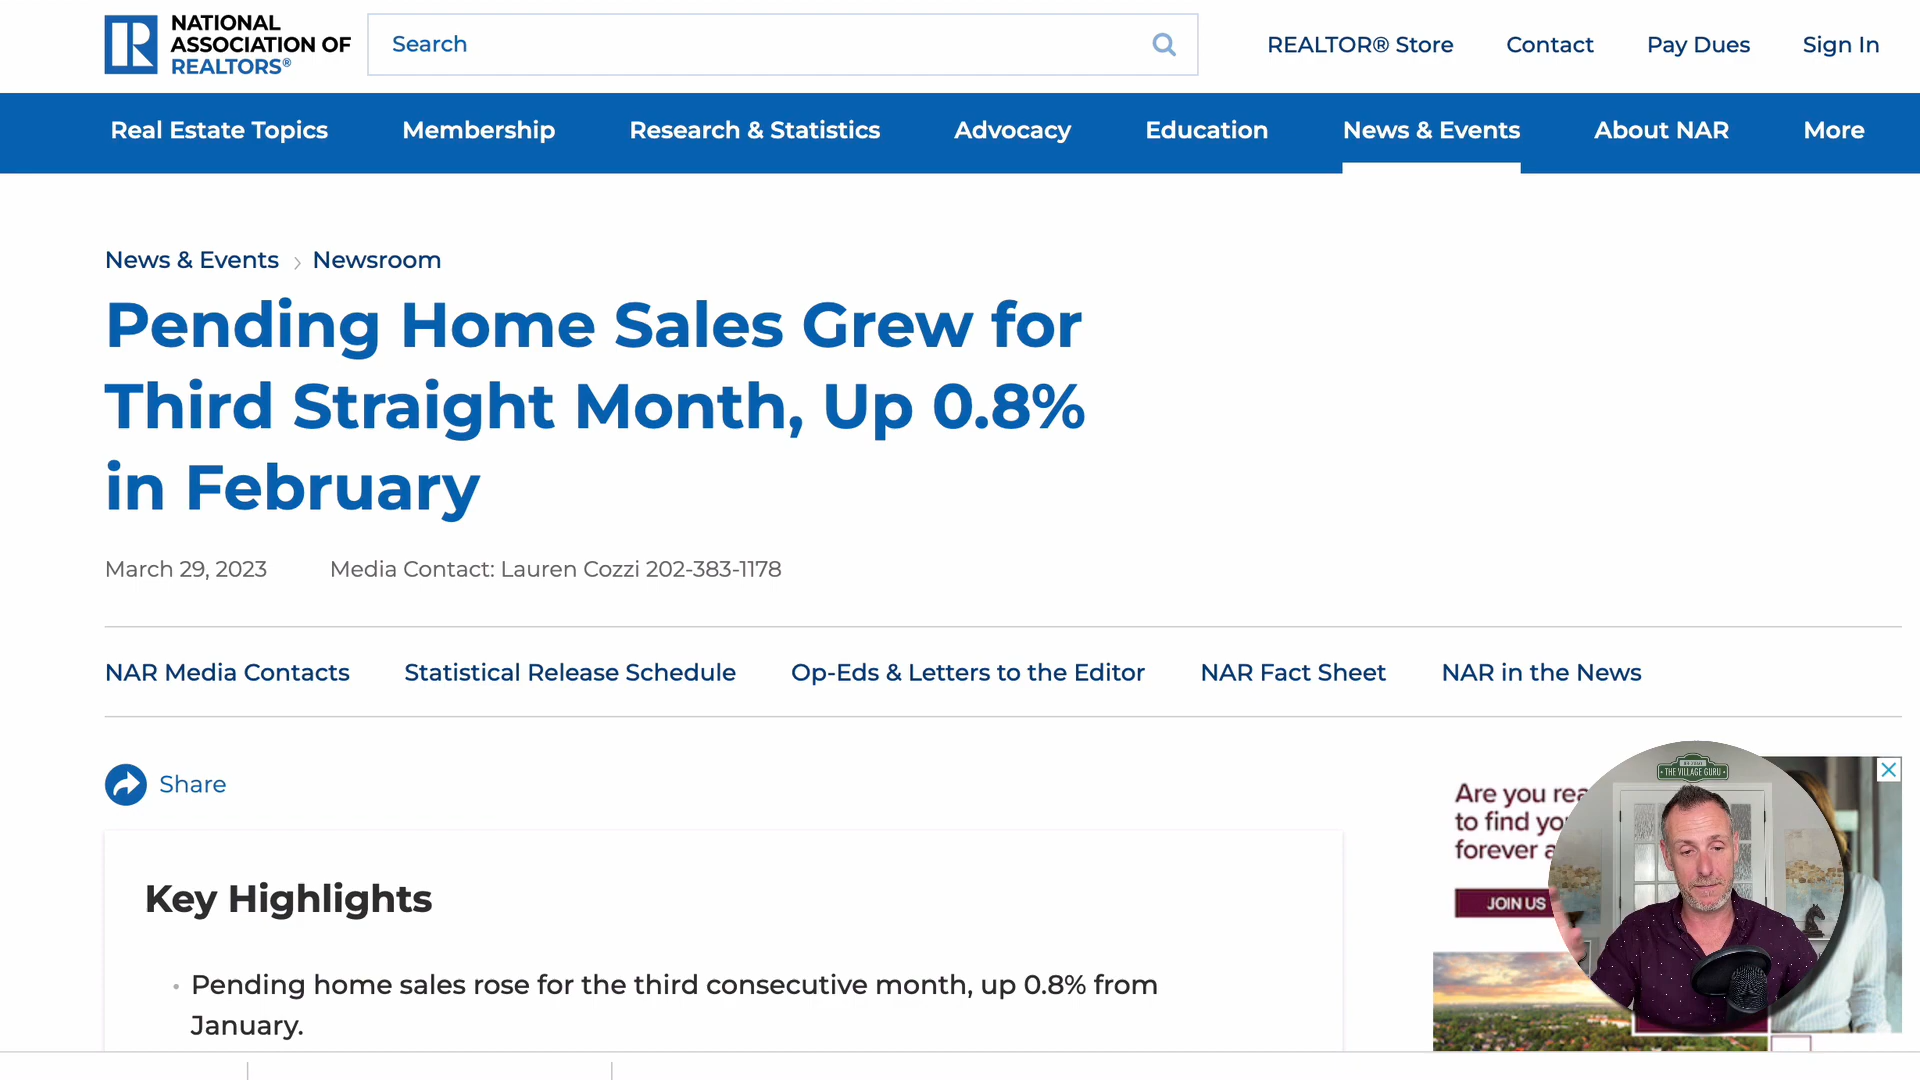 NATIONAL
ASSOCIATION OF
REALTORS®
Search
REALTOR® Store
Contact
Pay Dues
Sign In
Real Estate Topics
Membership
Research & Statistics
Advocacy
Education
News & Events
About NAR
More
News & Events › Newsroom
Pending Home Sales Grew for
Third Straight Month, Up 0.8%
in February
March 29, 2023
Media Contact: Lauren Cozzi 202-383-1178
NAR Media Contacts
Statistical Release Schedule
Op-Eds & Letters to the Editor
NAR Fact Sheet
NAR in the News
Share
Key Highlights
• Pending home sales rose for the third consecutive month, up 0.8% from
January.
Are you
to find
forever
JOIN US
• THE VILLAGE GURU •